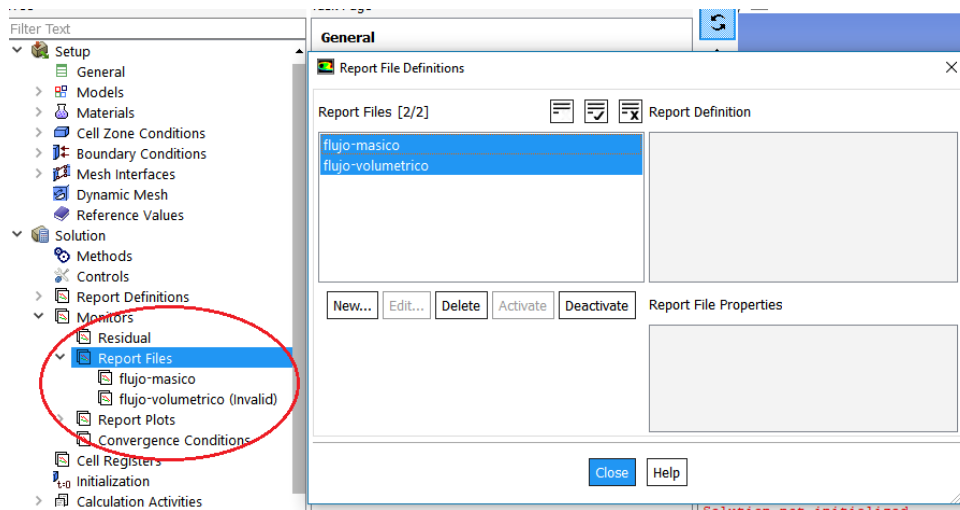 Filter Text
Setup
General
Models
Materials
Cell Zone Conditions
Boundary Conditions
Mesh Interfaces
Dynamic Mesh
Reference Values
Solution
Methods
Controls
Report Definitions
Monitors
Residual
Report Files
flujo-masico
flujo-volumetrico (Invalid)
Report Plots
Convergence Conditions
Cell Registers
t=0 Initialization
Calculation Activities
General
Report File Definitions
Report Files [2/2]
Report Definition
flujo-masico
flujo-volumetrico
New... Edit... Delete Activate Deactivate
Report File Properties
Close Help